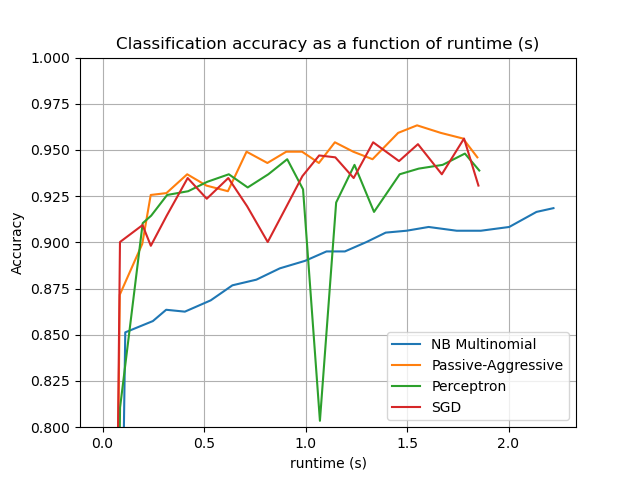 Classification accuracy as a function of runtime (s)
1.000
0.975
0.950
0.925
0.900
0.875
0.850
0.825
0.800
Accuracy
NB Multinomial
Passive-Aggressive
Perceptron
SGD
0.0 0.5 1.0 1.5 2.0
runtime (s)